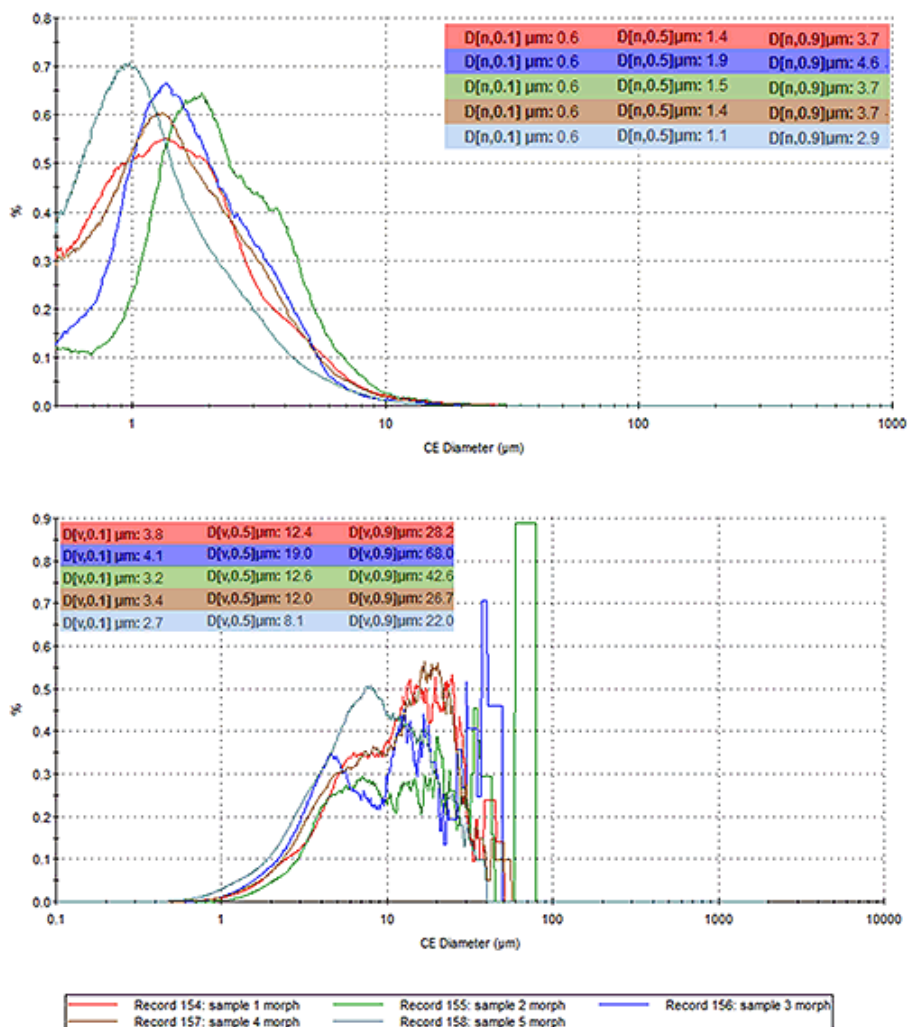 0.8
D[n,0.1] µm: 0.6 D[n,0.5]µm: 1.4 D[n,0.9]µm: 3.7
0.7
D[n,0.1] µm: 0.6 D[n,0.5]µm: 1.9 D[n,0.9]µm: 4.6
D[n,0.1] µm: 0.6 D[n,0.5]µm: 1.5 D[n,0.9]µm: 3.7
0.6
D[n,0.1] µm: 0.6 D[n,0.5]µm: 1.4 D[n,0.9]µm: 3.7
D[n,0.1] µm: 0.6 D[n,0.5]µm: 1.1 D[n,0.9]µm: 2.9
0.5
%
0.4
0.3
0.2
0.1
0.0
1 10 100 1000
CE Diameter (µm)
0.9
D[v,0.1] µm: 3.8 D[v,0.5]µm: 12.4 D[v,0.9]µm: 28.2
D[v,0.1] µm: 4.1 D[v,0.5]µm: 19.0 D[v,0.9]µm: 68.0
0.8
D[v,0.1] µm: 3.2 D[v,0.5]µm: 12.6 D[v,0.9]µm: 42.6
D[v,0.1] µm: 3.4 D[v,0.5]µm: 12.0 D[v,0.9]µm: 26.7
0.7
D[v,0.1] µm: 2.7 D[v,0.5]µm: 8.1 D[v,0.9]µm: 22.0
0.6
0.5
%
0.4
0.3
0.2
0.1
0.0
0.1 1 10 100 1000 10000
CE Diameter (µm)
Record 154: sample 1 morph Record 155: sample 2 morph Record 156: sample 3 morph
Record 157: sample 4 morph Record 158: sample 5 morph